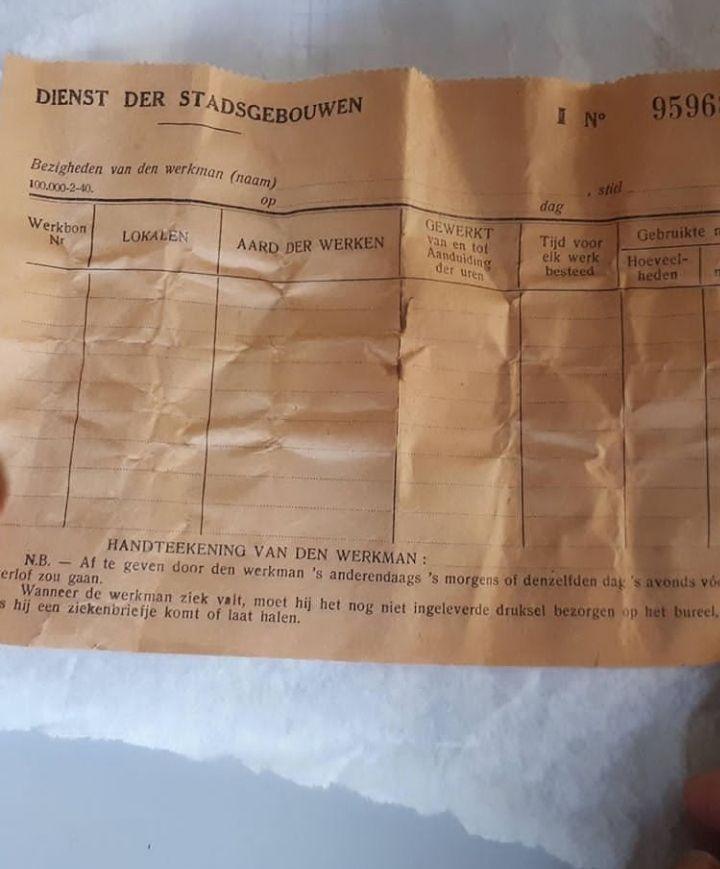 DIENST DER STADSGEBOUWEN
I Nº 9596
Bezigheden van den werkman (naam) , stiel
100.000-2-40. op dag
Werkbon
Nr
LOKALEN
AARD DER WERKEN
GEWERKT
van en tot
Aanduiding
der uren
Tijd voor
elk werk
besteed
Gebruikte
Hoeveel-
heden
HANDTEEKENING VAN DEN WERKMAN :
N.B. — Af te geven door den werkman 's anderendaags 's morgens of denzelfden dag 's avonds vó
erlof zou gaan.
Wanneer de werkman ziek valt, moet hij het nog niet ingeleverde druksel bezorgen op het bureel,
s hij een ziekenbriefje komt of laat halen.